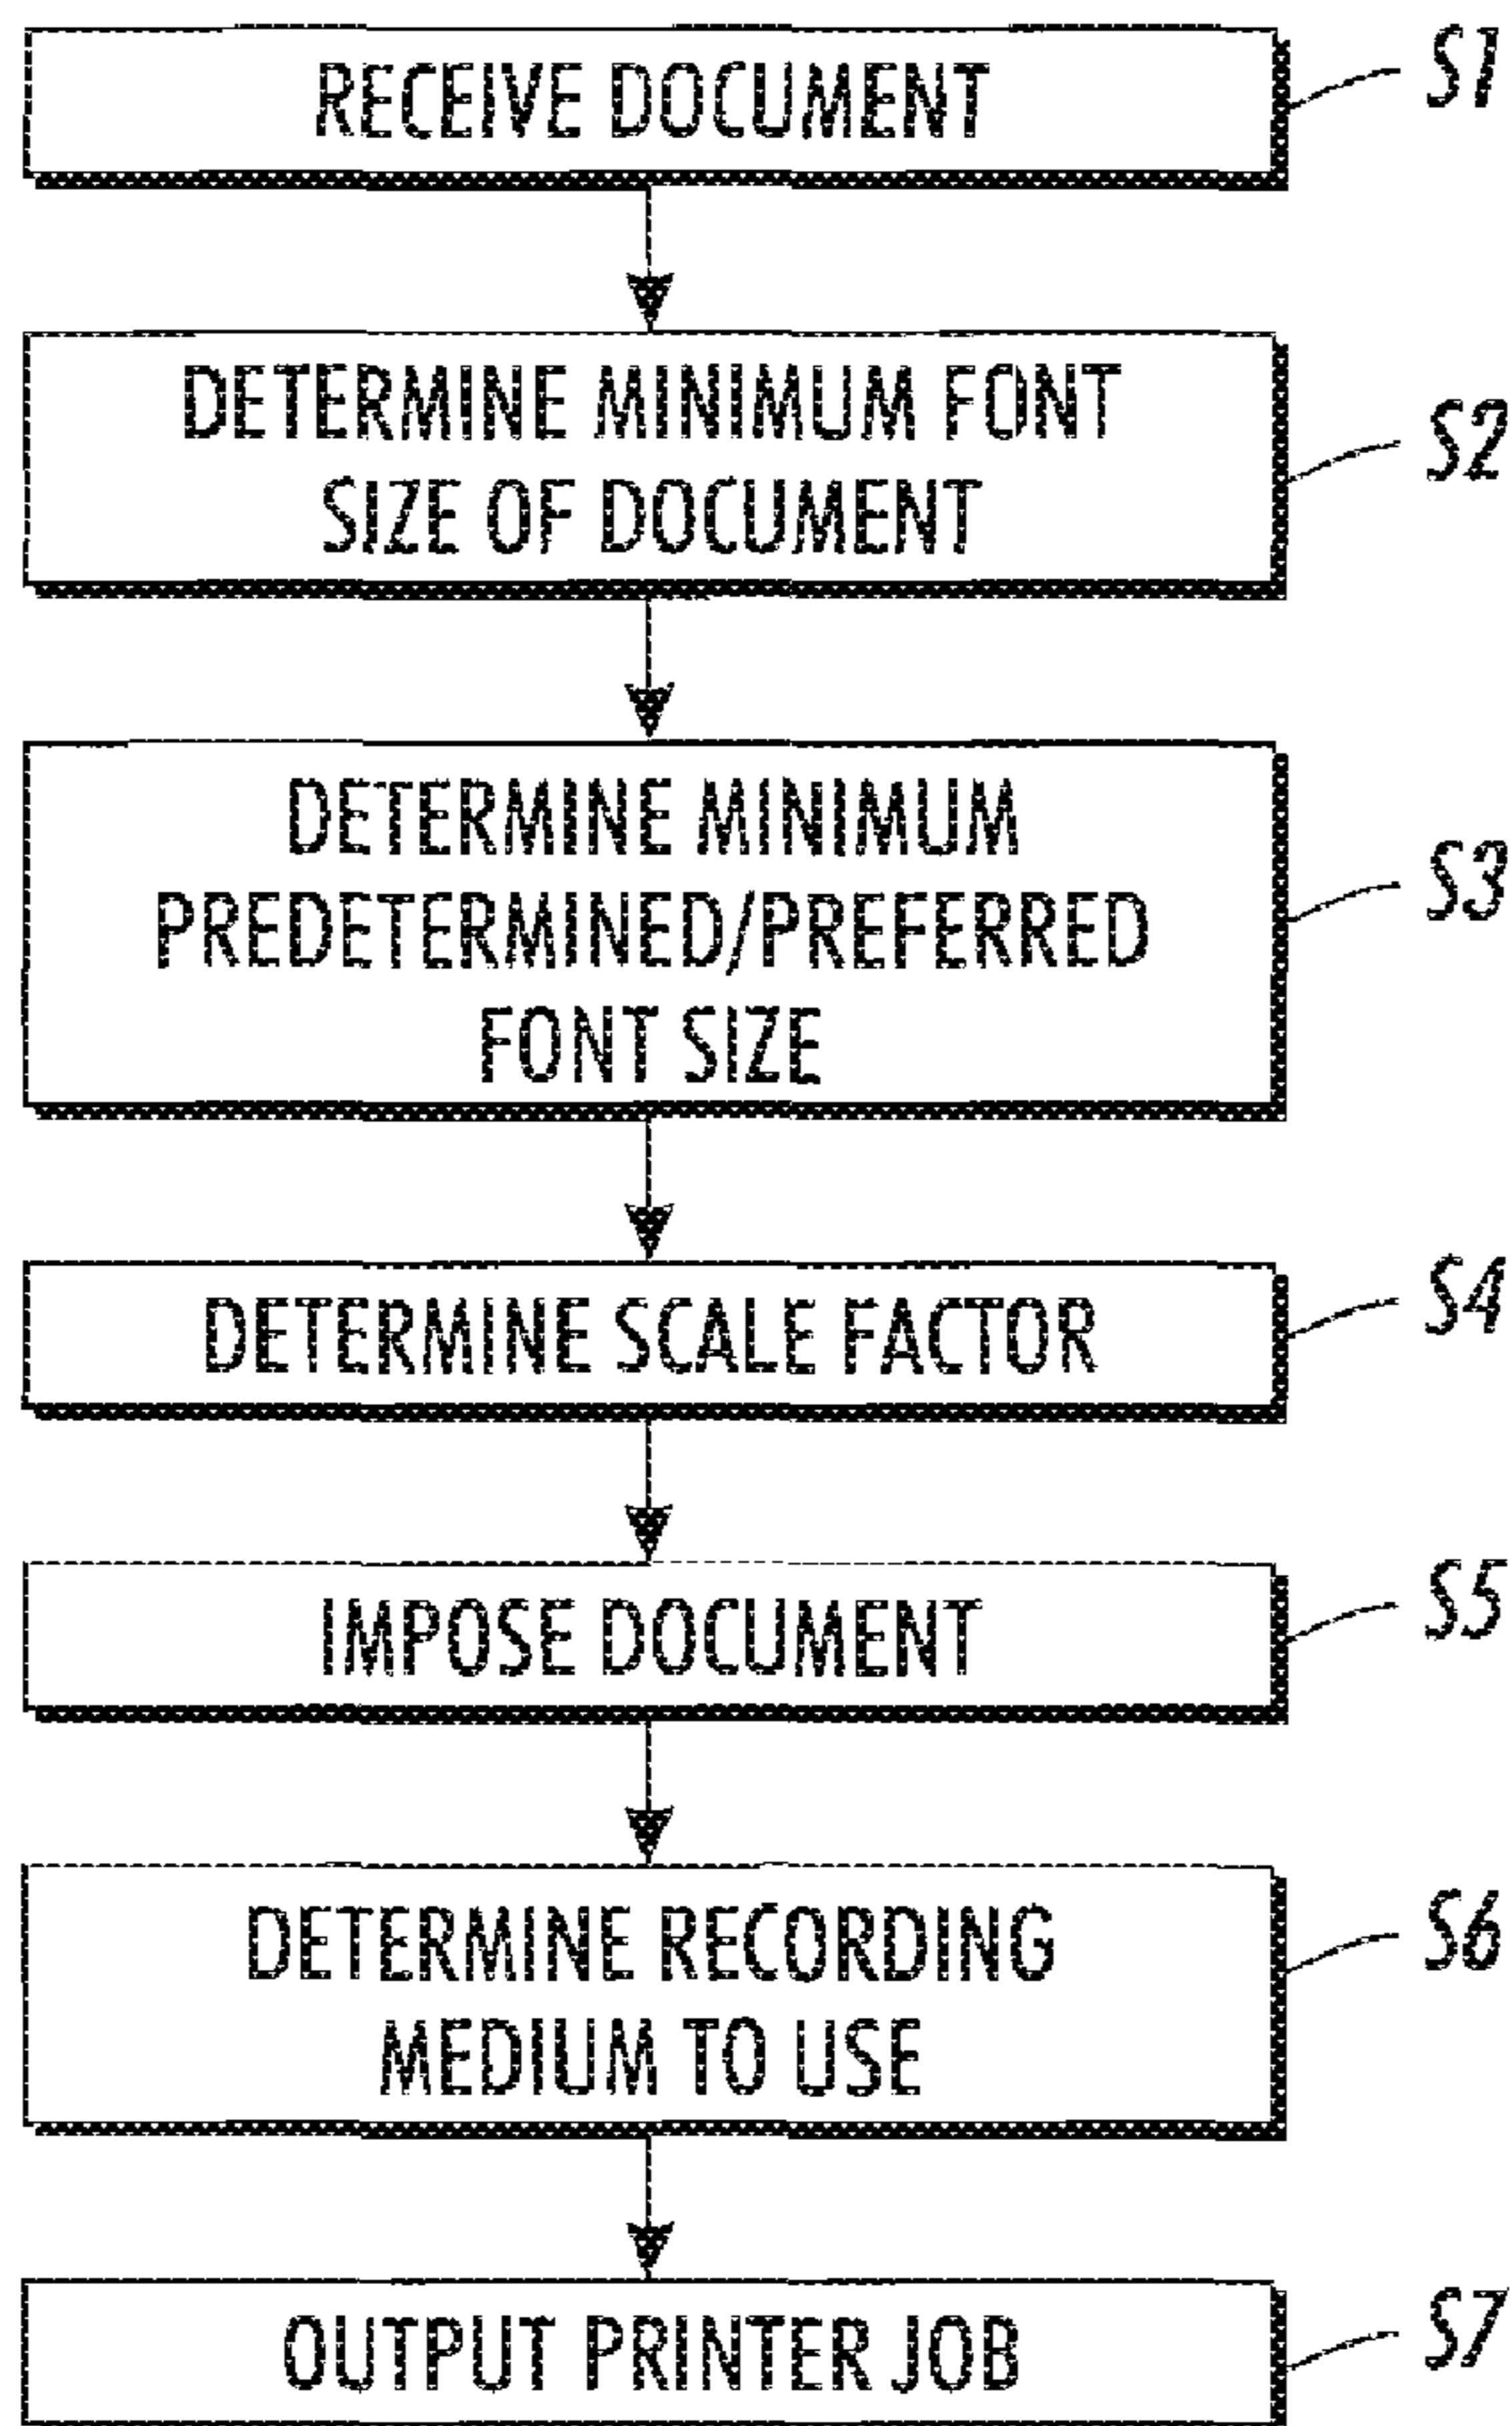 RECEIVE DOCUMENT
S1
DETERMINE MINIMUM FONT
SIZE OF DOCUMENT
S2
DETERMINE MINIMUM
PREDETERMINED/PREFERRED
FONT SIZE
S3
DETERMINE SCALE FACTOR
S4
IMPOSE DOCUMENT
S5
DETERMINE RECORDING
MEDIUM TO USE
S6
OUTPUT PRINTER JOB
S7